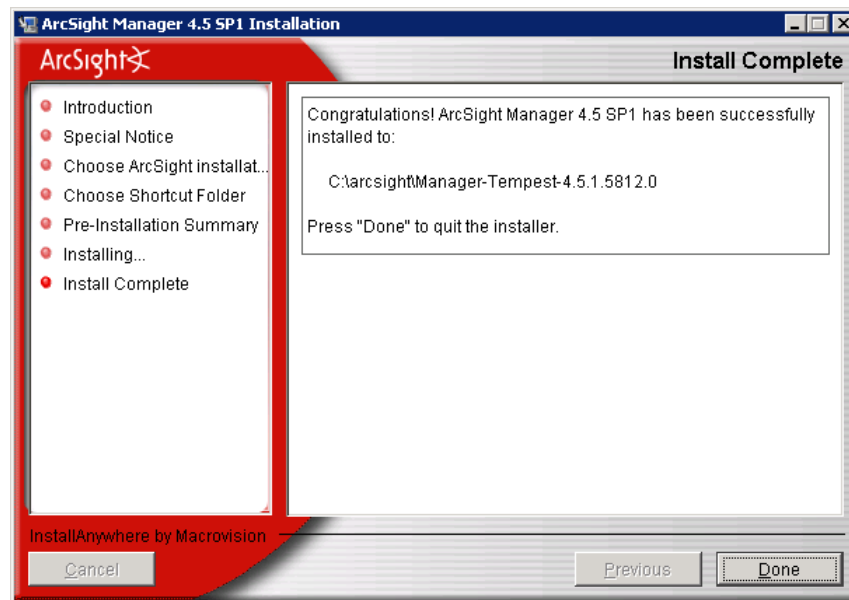 ArcSight Manager 4.5 SP1 Installation
ArcSight
Install Complete
Introduction
Special Notice
Choose ArcSight installat...
Choose Shortcut Folder
Pre-Installation Summary
Installing...
Install Complete
Congratulations! ArcSight Manager 4.5 SP1 has been successfully
installed to:
C:\arcsight\Manager-Tempest-4.5.1.5812.0
Press "Done" to quit the installer.
InstallAnywhere by Macrovision
Cancel
Previous
Done